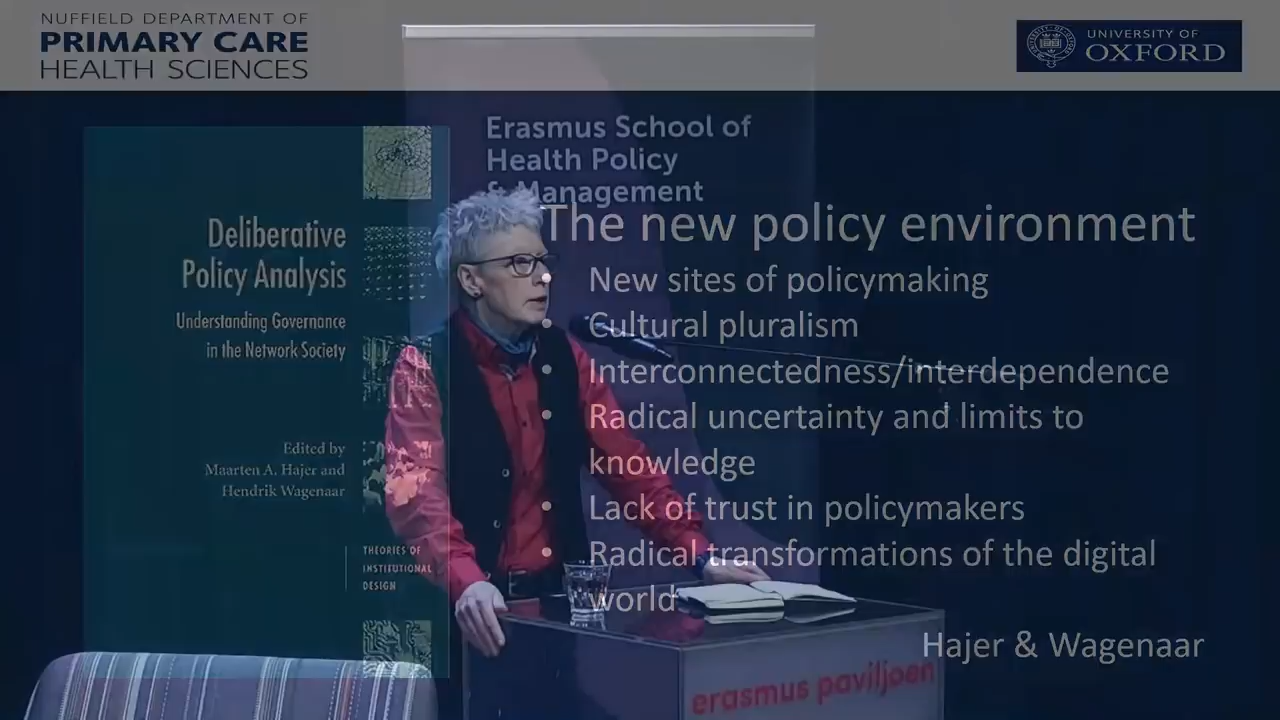 NUFFIELD DEPARTMENT OF
PRIMARY CARE
HEALTH SCIENCES
UNIVERSITY OF
OXFORD
Erasmus School of
Health Policy
& Management
Deliberative
Policy Analysis
Understanding Governance
in the Network Society
Edited by
Maarten A. Hajer and
Hendrik Wagenaar
THEORIES OF
INSTITUTIONAL
DESIGN
The new policy environment
• New sites of policymaking
• Cultural pluralism
• Interconnectedness/interdependence
• Radical uncertainty and limits to
knowledge
• Lack of trust in policymakers
• Radical transformations of the digital
world
Hajer & Wagenaar
erasmus paviljoen